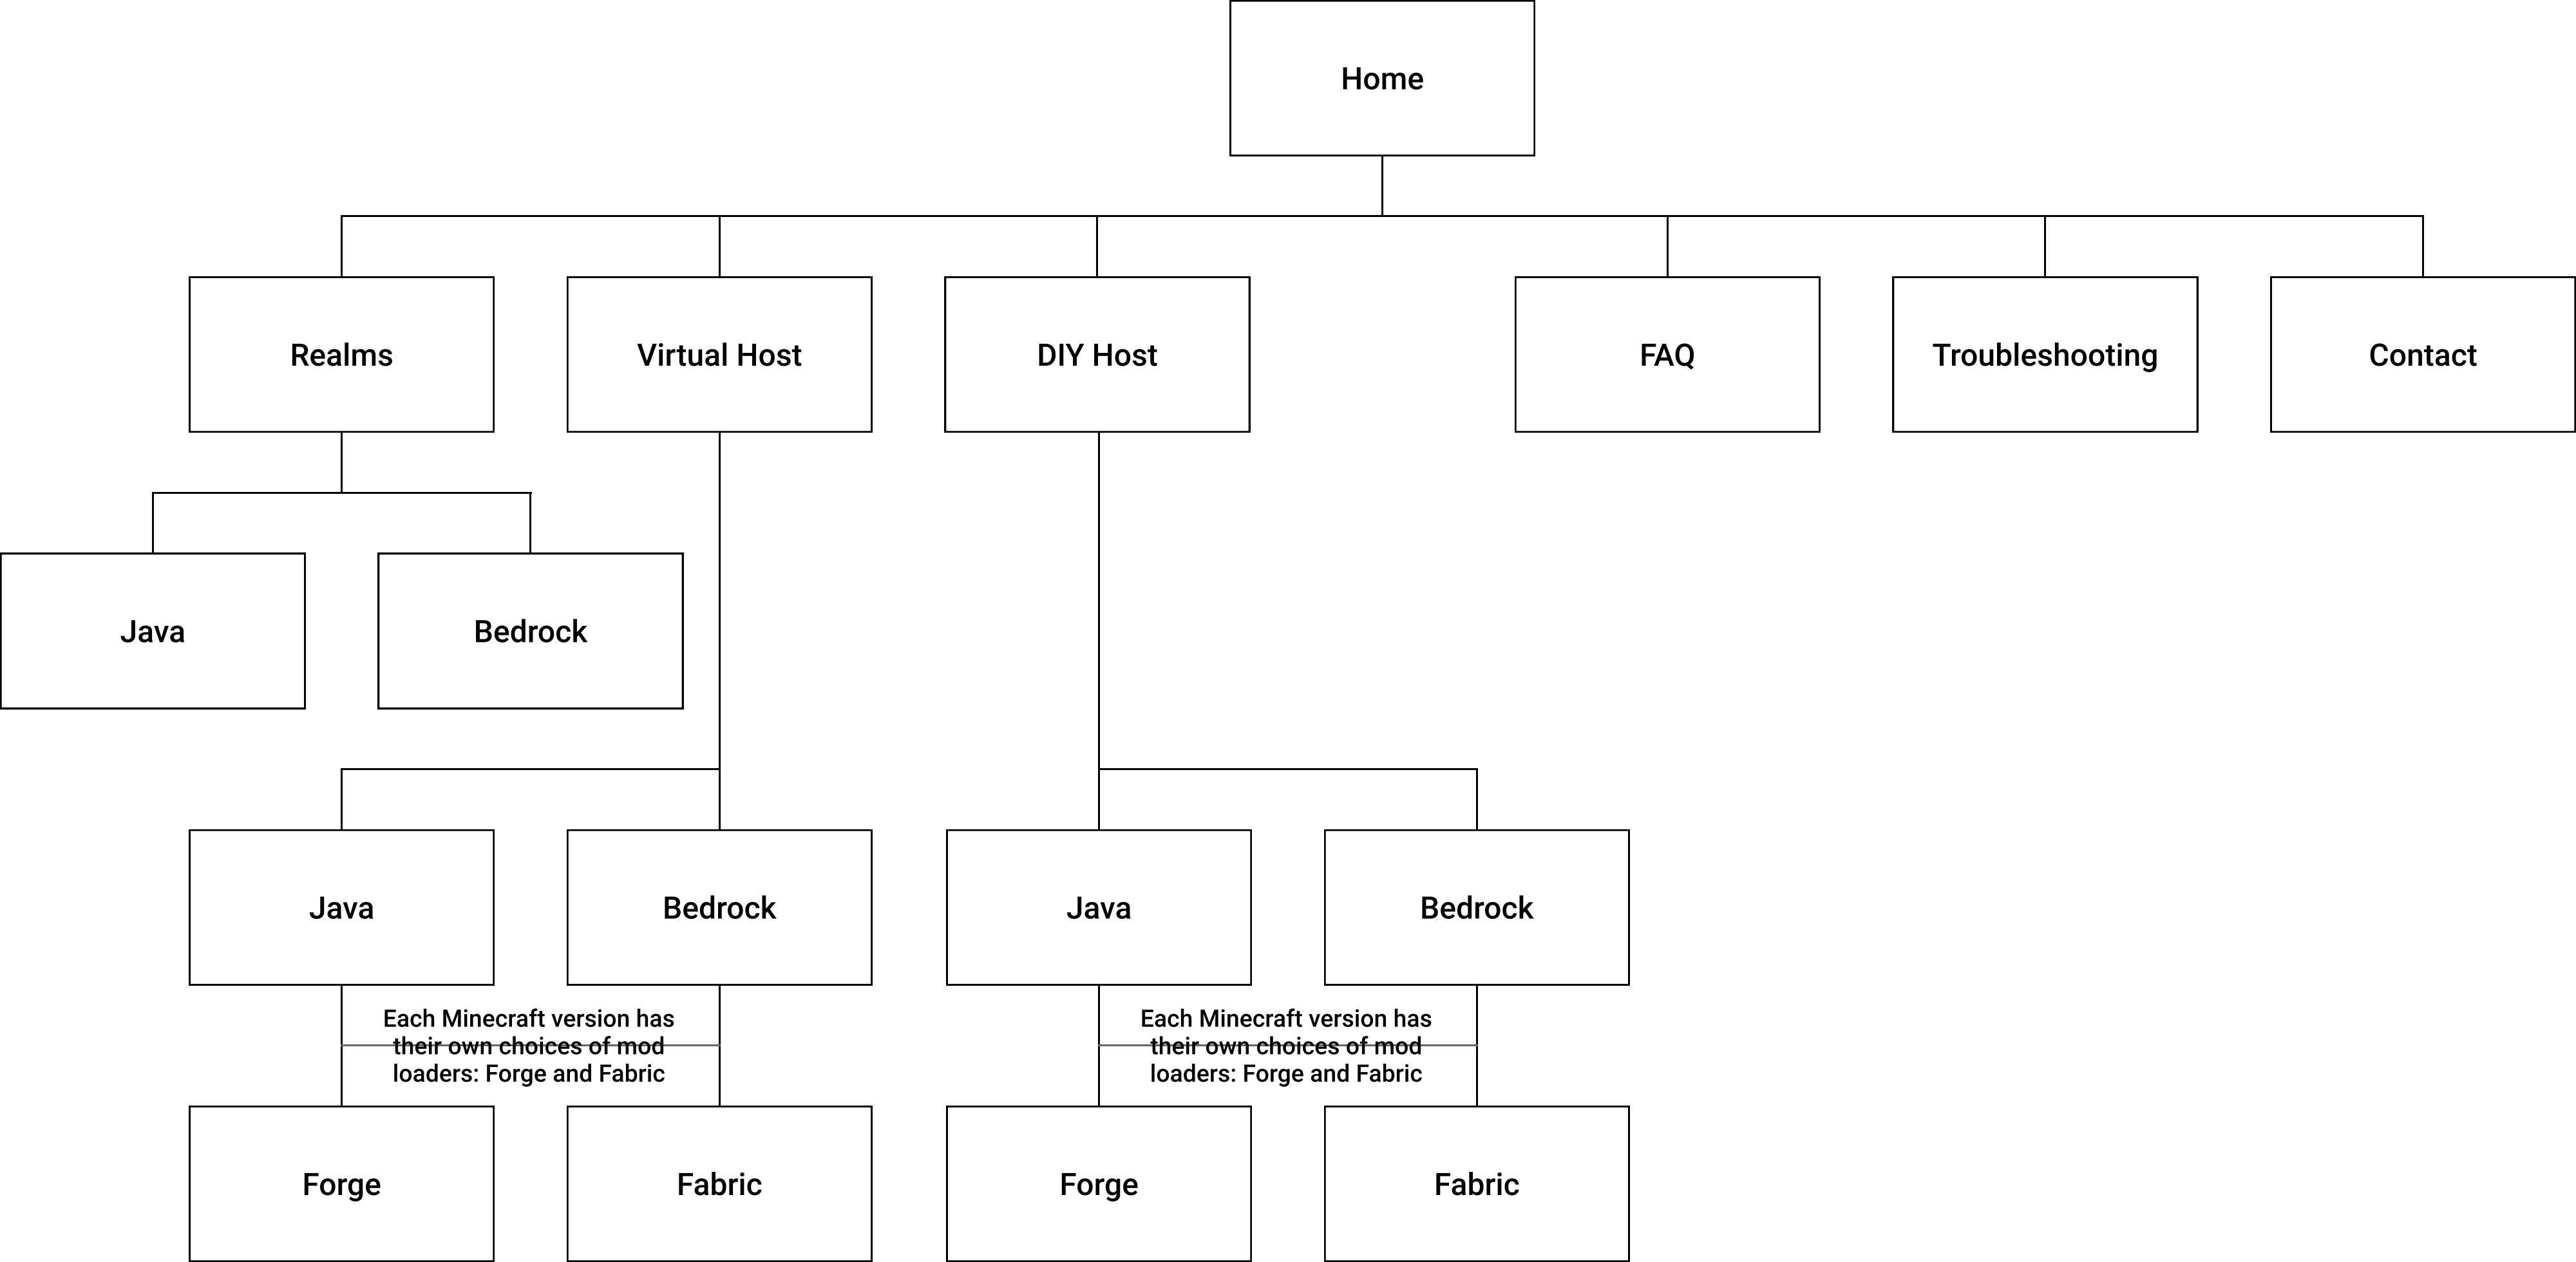 Home
Realms
Virtual Host
DIY Host
FAQ
Troubleshooting
Contact
Java
Bedrock
Java
Bedrock
Java
Bedrock
Each Minecraft version has
their own choices of mod
loaders: Forge and Fabric
Each Minecraft version has
their own choices of mod
loaders: Forge and Fabric
Forge
Fabric
Forge
Fabric